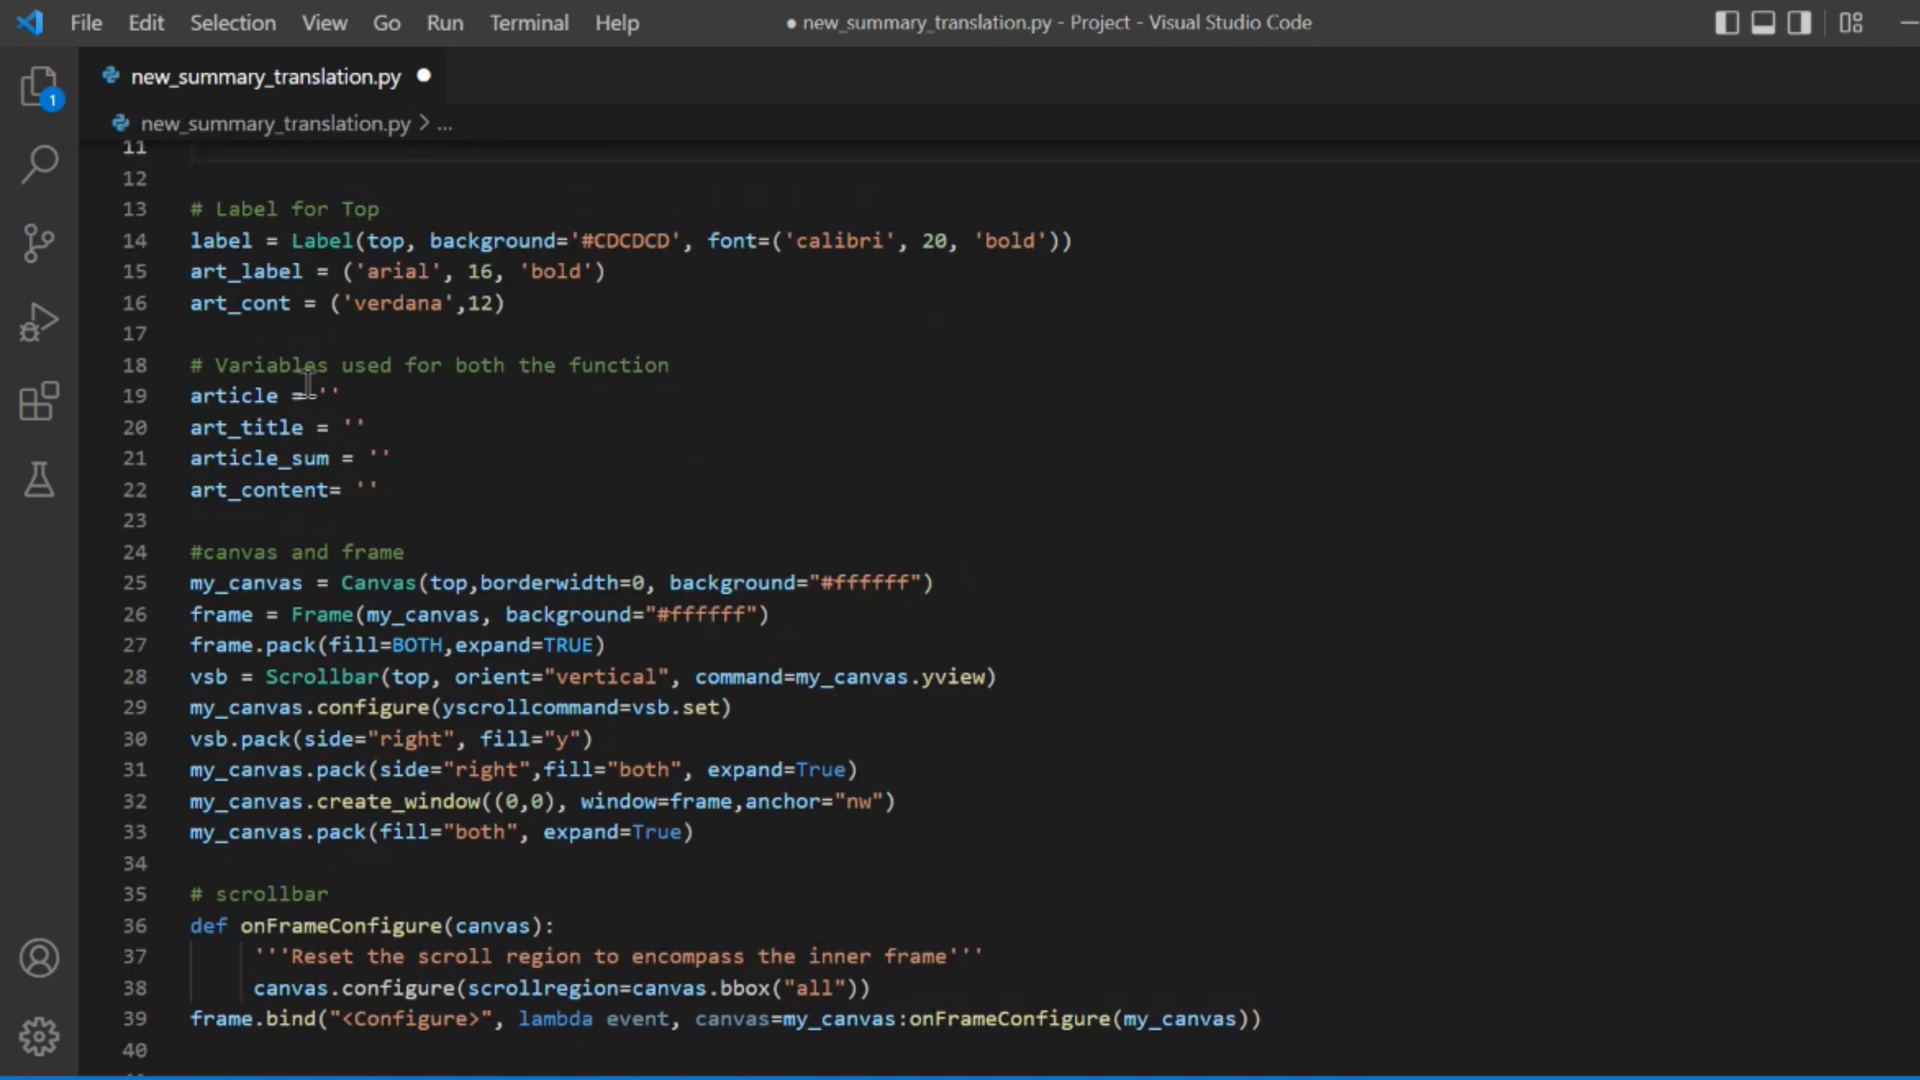 File Edit Selection View Go Run Terminal Help ● new_summary_translation.py - Project - Visual Studio Code
new_summary_translation.py ●
1
new_summary_translation.py > ...
11
12
13 # Label for Top
14 label = Label(top, background='#CDCDCD', font=('calibri', 20, 'bold'))
15 art_label = ('arial', 16, 'bold')
16 art_cont = ('verdana',12)
17
18 # Variables used for both the function
19 article = ''
20 art_title = ''
21 article_sum = ''
22 art_content= ''
23
24 #canvas and frame
25 my_canvas = Canvas(top,borderwidth=0, background="#ffffff")
26 frame = Frame(my_canvas, background="#ffffff")
27 frame.pack(fill=BOTH,expand=TRUE)
28 vsb = Scrollbar(top, orient="vertical", command=my_canvas.yview)
29 my_canvas.configure(yscrollcommand=vsb.set)
30 vsb.pack(side="right", fill="y")
31 my_canvas.pack(side="right",fill="both", expand=True)
32 my_canvas.create_window((0,0), window=frame,anchor="nw")
33 my_canvas.pack(fill="both", expand=True)
34
35 # scrollbar
36 def onFrameConfigure(canvas):
37 '''Reset the scroll region to encompass the inner frame'''
38 canvas.configure(scrollregion=canvas.bbox("all"))
39 frame.bind("<Configure>", lambda event, canvas=my_canvas:onFrameConfigure(my_canvas))
40